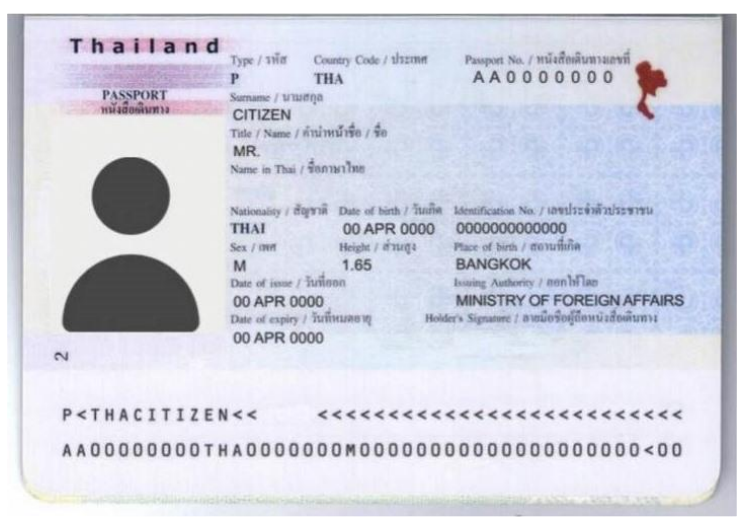 Thailand
Type / รหัส Country Code / ประเทศ Passport No. / หนังสือเดินทางเลขที่
P THA AA0000000
PASSPORT
หนังสือเดินทาง
Surname / นามสกุล
CITIZEN
Title / Name / คำนำหน้าชื่อ / ชื่อ
MR.
Name in Thai / ชื่อภาษาไทย
Nationality / สัญชาติ Date of birth / วันเกิด Identification No. / เลขประจำตัวประชาชน
THAI 00 APR 0000 0000000000000
Sex / เพศ Height / ส่วนสูง Place of birth / สถานที่เกิด
M 1.65 BANGKOK
Date of issue / วันที่ออก Issuing Authority / ออกให้โดย
00 APR 0000 MINISTRY OF FOREIGN AFFAIRS
Date of expiry / วันที่หมดอายุ Holder's Signature / ลายมือชื่อผู้ถือหนังสือเดินทาง
00 APR 0000
2
P<THACITIZEN<< <<<<<<<<<<<<<<<<<<<<<<<<<<<
AA00000000THA0000000M00000000000000000000000<00